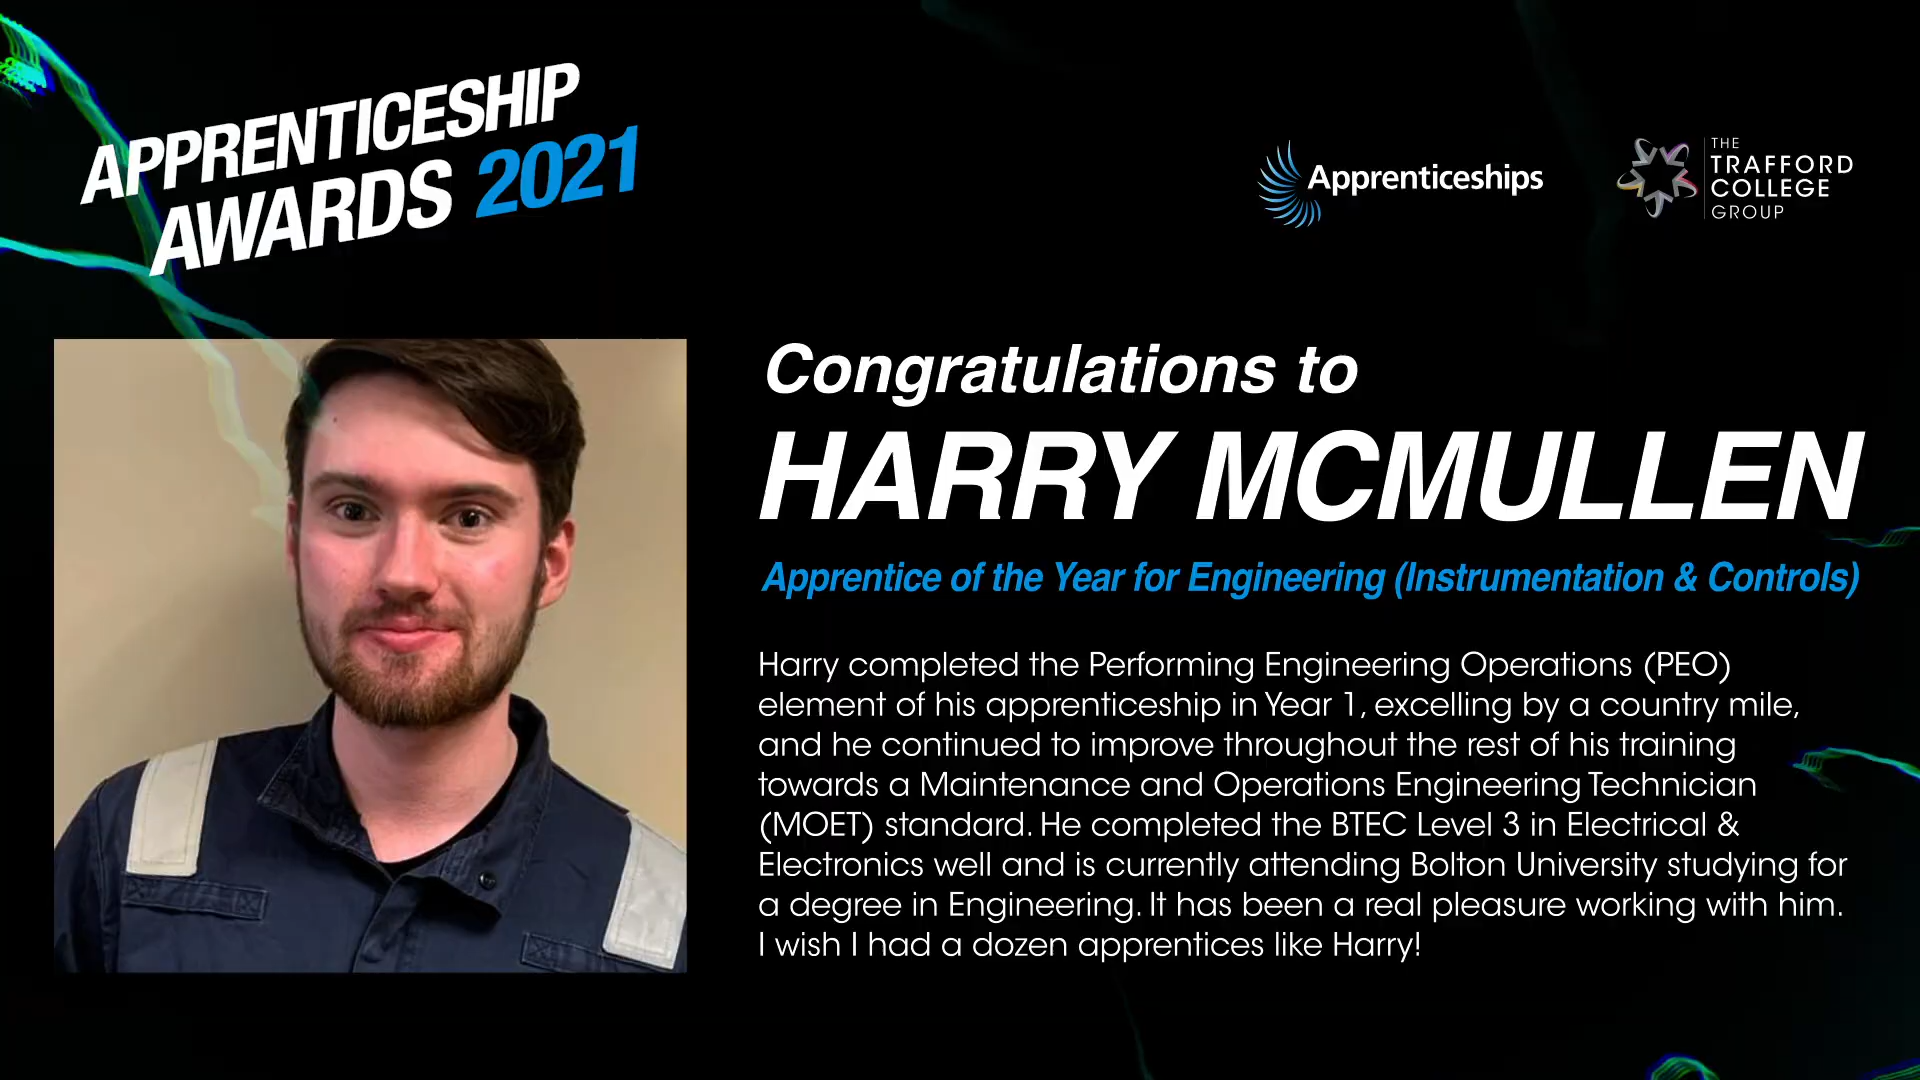 APPRENTICESHIP
AWARDS 2021
Apprenticeships
THE
TRAFFORD
COLLEGE
GROUP
Congratulations to
HARRY MCMULLEN
Apprentice of the Year for Engineering (Instrumentation & Controls)
Harry completed the Performing Engineering Operations (PEO)
element of his apprenticeship in Year 1, excelling by a country mile,
and he continued to improve throughout the rest of his training
towards a Maintenance and Operations Engineering Technician
(MOET) standard. He completed the BTEC Level 3 in Electrical &
Electronics well and is currently attending Bolton University studying for
a degree in Engineering. It has been a real pleasure working with him.
I wish I had a dozen apprentices like Harry!